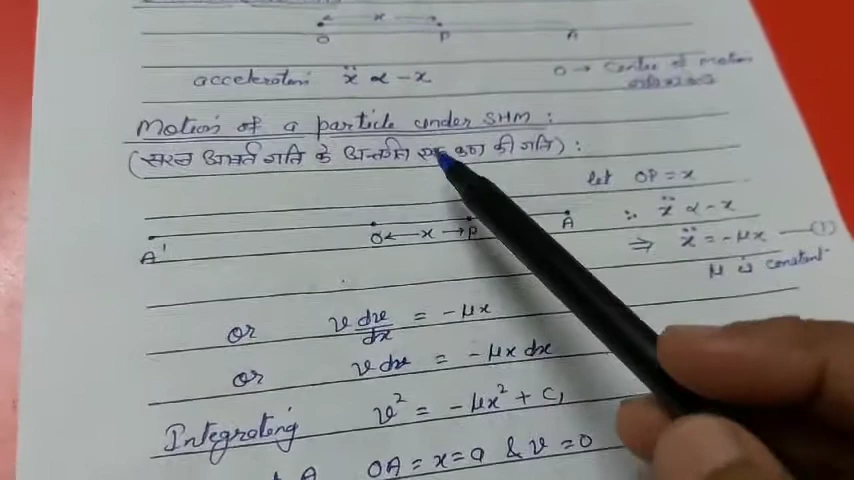 x
O P A
acceleration ẍ ∝ -x O → Centre of motion
Motion of a particle under SHM :
(सरल आवर्त गति के अन्तर्गत एक कण की गति) :
let OP = x
A' O ← x → P A ∴ ẍ ∝ -x
⇒ ẍ = -μx —— (1)
μ is constant
or v dv/dx = -μx
or v dv = -μx dx
Integrating v² = -μx² + C₁
A OA = x = a & v = 0